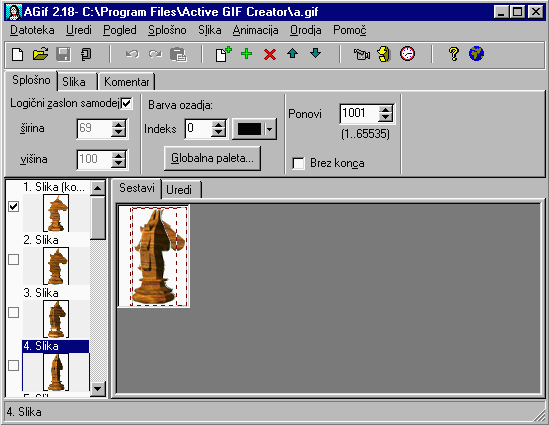 AGif 2.18- C:\Program Files\Active GIF Creator\a.gif
Datoteka Uredi Pogled Splošno Slika Animacija Orodja Pomoč
Splošno Slika Komentar
Logični zaslon samodej
širina 69
višina 100
Barva ozadja:
Indeks 0
Globalna paleta...
Ponovi 1001
(1..65535)
Brez konca
1. Slika (ko...
2. Slika
3. Slika
4. Slika
Sestavi Uredi
4. Slika